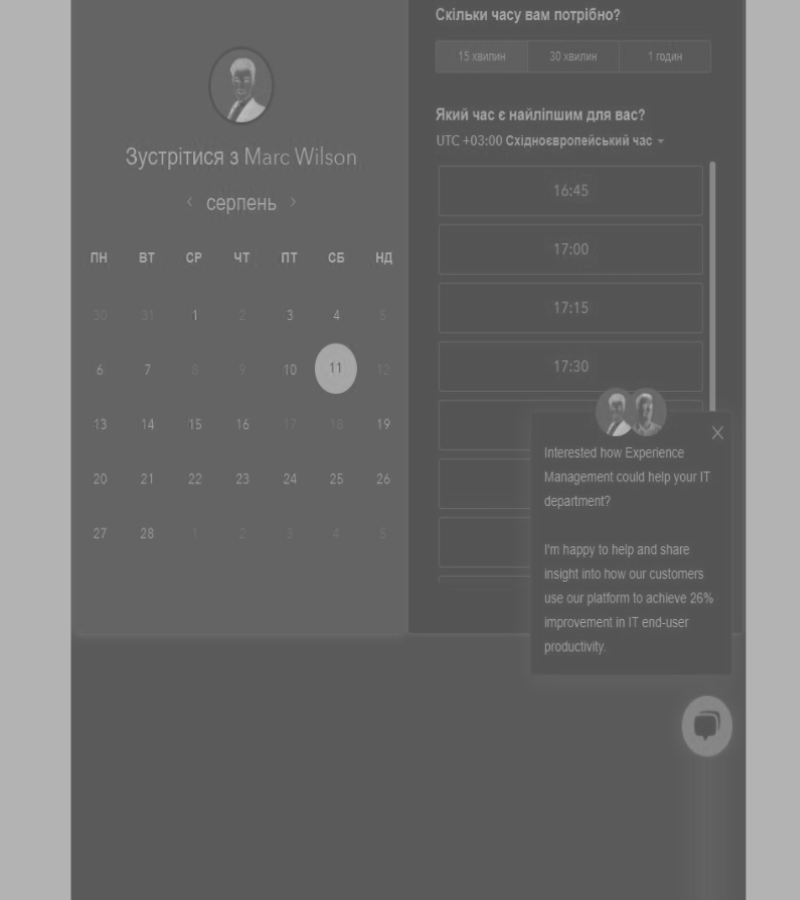 Зустрітися з Marc Wilson
‹ серпень ›
ПН ВТ СР ЧТ ПТ СБ НД
30 31 1 2 3 4 5
6 7 8 9 10 11 12
13 14 15 16 17 18 19
20 21 22 23 24 25 26
27 28 1 2 3 4 5
Скільки часу вам потрібно?
15 хвилин 30 хвилин 1 годин
Який час є найліпшим для вас?
UTC +03:00 Східноєвропейський час
16:45
17:00
17:15
17:30
Interested how Experience
Management could help your IT
department?
I'm happy to help and share
insight into how our customers
use our platform to achieve 26%
improvement in IT end-user
productivity.